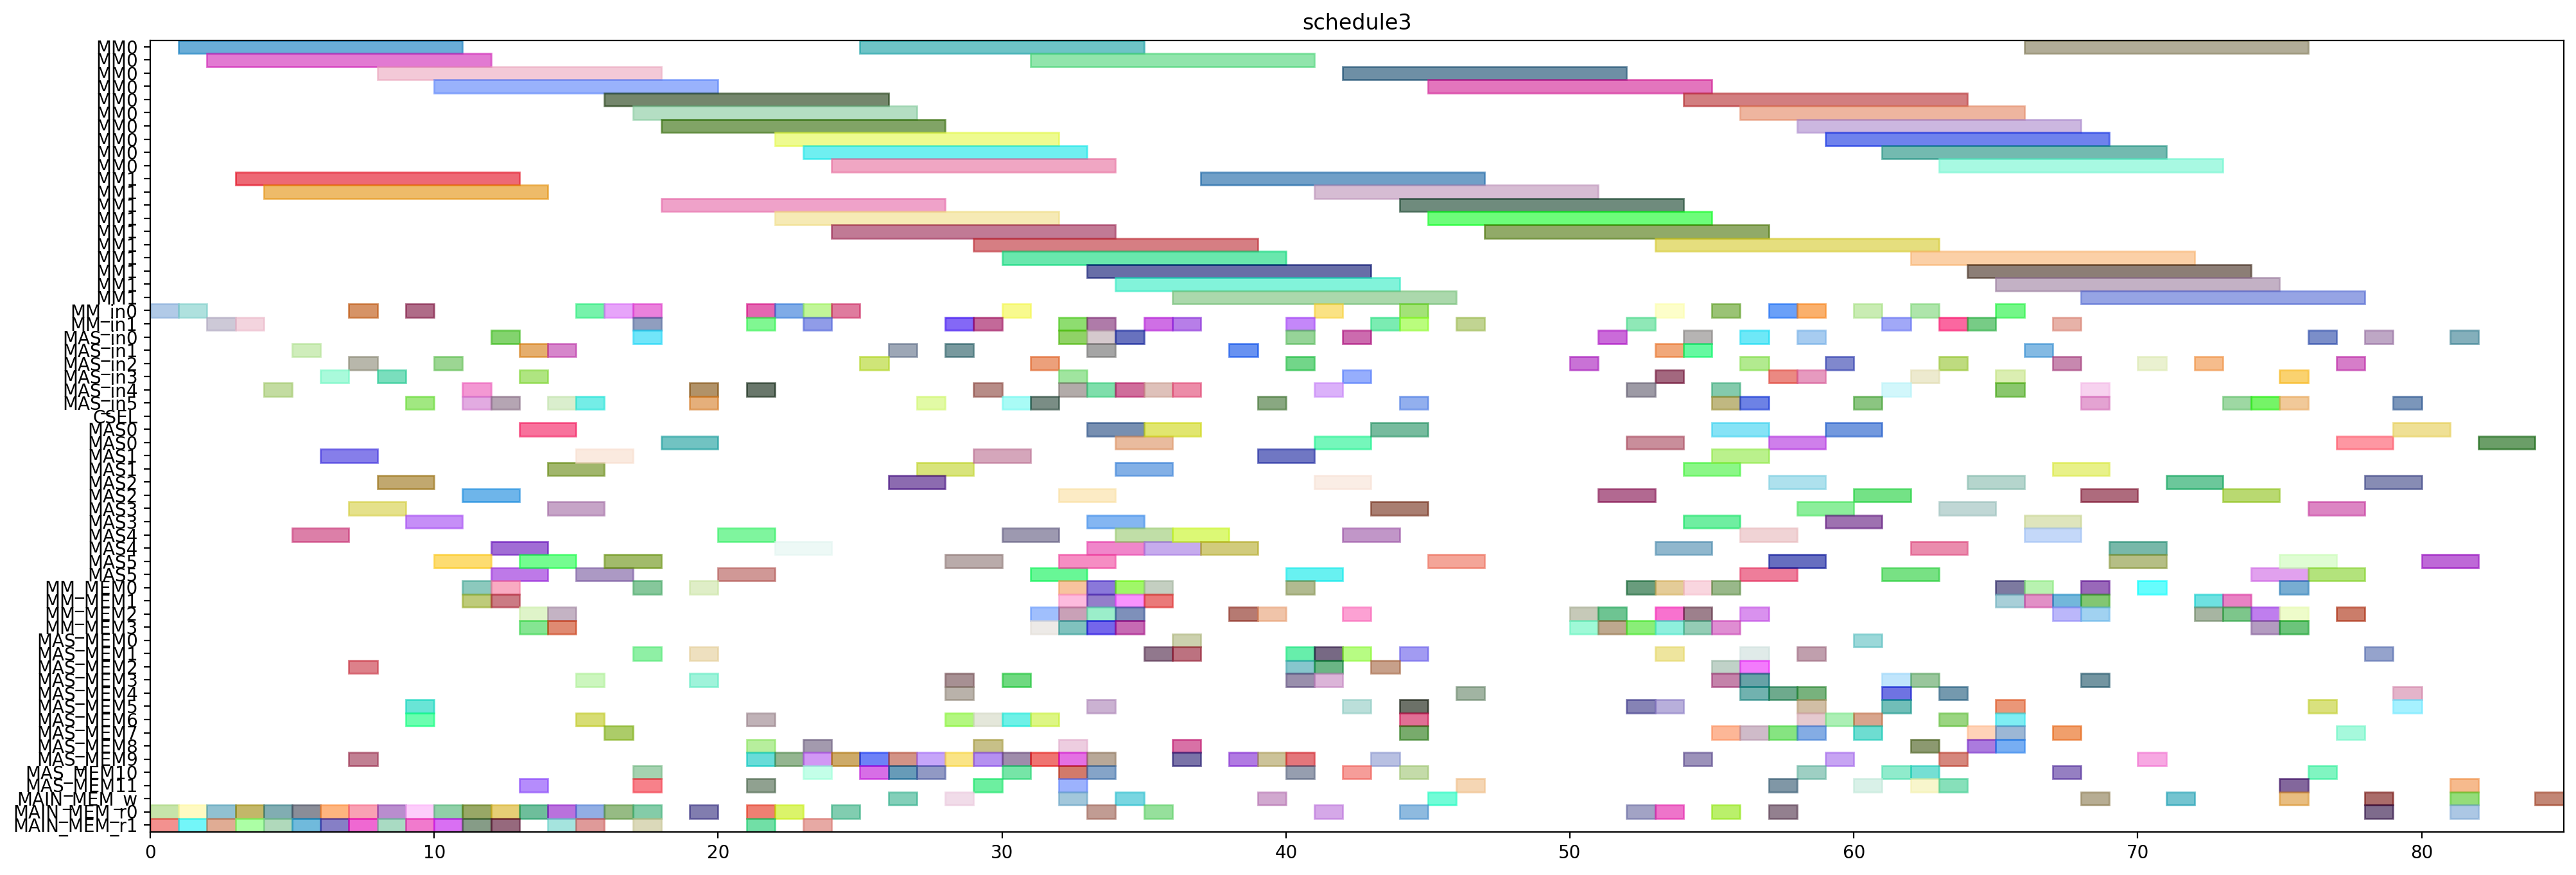 schedule3
MM0
MM0
MM0
MM0
MM0
MM0
MM0
MM0
MM0
MM0
MM1
MM1
MM1
MM1
MM1
MM1
MM1
MM1
MM1
MM1
MM_in0
MM_in1
MAS_in0
MAS_in1
MAS_in2
MAS_in3
MAS_in4
MAS_in5
CSEL
MAS0
MAS0
MAS1
MAS1
MAS2
MAS2
MAS3
MAS3
MAS4
MAS4
MAS5
MAS5
MM_MEM0
MM_MEM1
MM_MEM2
MM_MEM3
MAS_MEM0
MAS_MEM1
MAS_MEM2
MAS_MEM3
MAS_MEM4
MAS_MEM5
MAS_MEM6
MAS_MEM7
MAS_MEM8
MAS_MEM9
MAS_MEM10
MAS_MEM11
MAIN_MEM_w
MAIN_MEM_r0
MAIN_MEM_r1
0 10 20 30 40 50 60 70 80